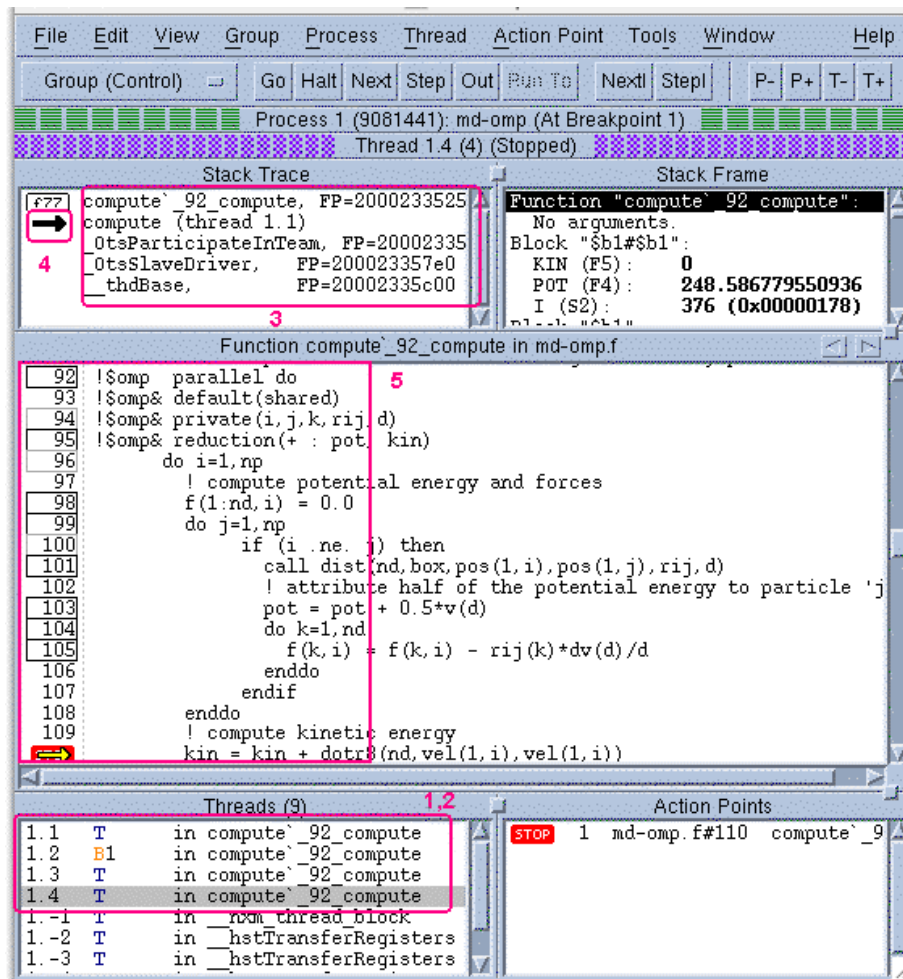 File Edit View Group Process Thread Action Point Tools Window Help
Group (Control) Go Halt Next Step Out Run To NextI StepI P- P+ T- T+
Process 1 (9081441): md-omp (At Breakpoint 1)
Thread 1.4 (4) (Stopped)
Stack Trace
f77 compute`_92_compute, FP=2000233525
compute (thread 1.1)
_OtsParticipateInTeam, FP=20002335
_OtsSlaveDriver, FP=200023357e0
__thdBase, FP=20002335c00
4
3
Stack Frame
Function "compute`_92_compute":
No arguments.
Block "$b1#$b1":
KIN (F5): 0
POT (F4): 248.586779550936
I (S2): 376 (0x00000178)
Function compute`_92_compute in md-omp.f
5
92 !$omp parallel do
93 !$omp& default(shared)
94 !$omp& private(i,j,k,rij,d)
95 !$omp& reduction(+ : pot, kin)
96 do i=1,np
97 ! compute potential energy and forces
98 f(1:nd,i) = 0.0
99 do j=1,np
100 if (i .ne. j) then
101 call dist(nd,box,pos(1,i),pos(1,j),rij,d)
102 ! attribute half of the potential energy to particle 'j
103 pot = pot + 0.5*v(d)
104 do k=1,nd
105 f(k,i) = f(k,i) - rij(k)*dv(d)/d
106 enddo
107 endif
108 enddo
109 ! compute kinetic energy
kin = kin + dotr8(nd,vel(1,i),vel(1,i))
Threads (9)
1,2
1.1 T in compute`_92_compute
1.2 B1 in compute`_92_compute
1.3 T in compute`_92_compute
1.4 T in compute`_92_compute
1.-1 T in __nxm_thread_block
1.-2 T in __hstTransferRegisters
1.-3 T in __hstTransferRegisters
Action Points
STOP 1 md-omp.f#110 compute`_9